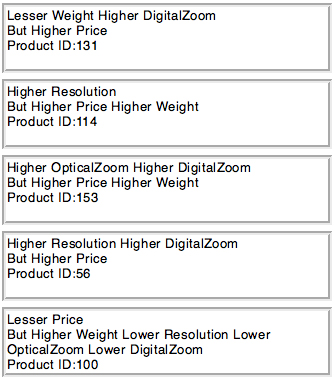 Lesser Weight Higher DigitalZoom
But Higher Price
Product ID:131
Higher Resolution
But Higher Price Higher Weight
Product ID:114
Higher OpticalZoom Higher DigitalZoom
But Higher Price Higher Weight
Product ID:153
Higher Resolution Higher DigitalZoom
But Higher Price
Product ID:56
Lesser Price
But Higher Weight Lower Resolution Lower
OpticalZoom Lower DigitalZoom
Product ID:100